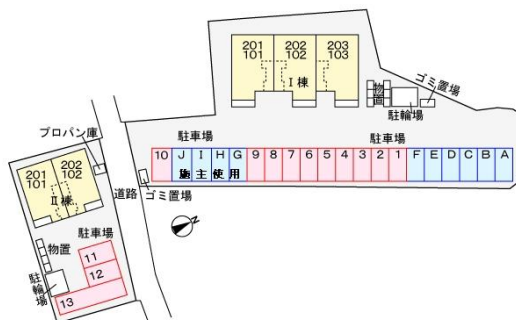 201 202 203
101 102 103
Ⅰ棟
物置
ゴミ置場
駐輪場
駐車場
駐車場
10 J I H G 9 8 7 6 5 4 3 2 1 F E D C B A
施主使用
プロパン庫
道路
ゴミ置場
201 202
101 102
Ⅱ棟
N
物置
駐車場
駐輪場
11
12
13